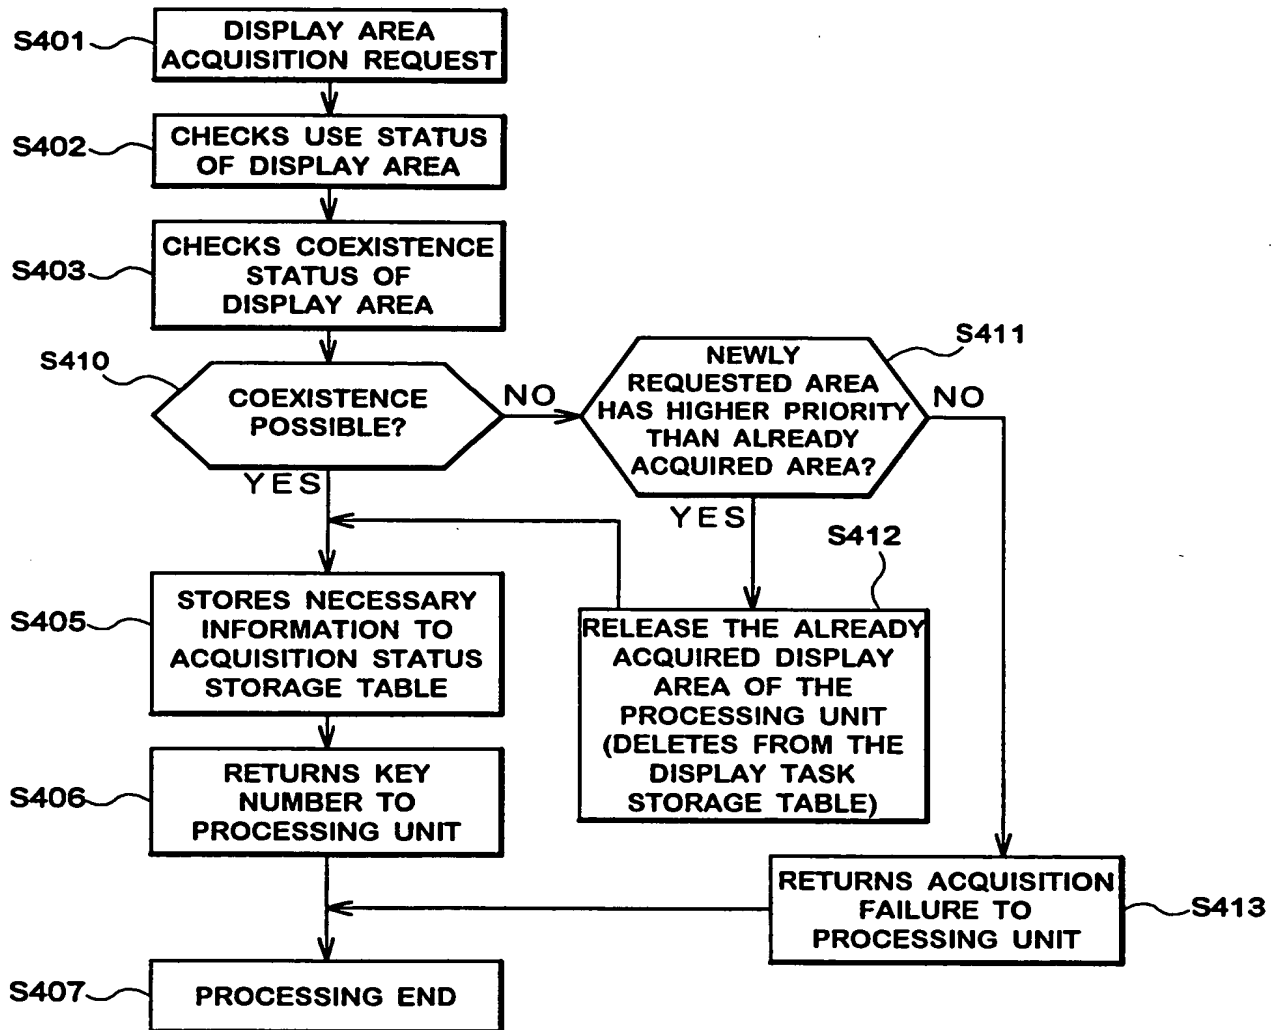 S401
DISPLAY AREA
ACQUISITION REQUEST
S402
CHECKS USE STATUS
OF DISPLAY AREA
S403
CHECKS COEXISTENCE
STATUS OF
DISPLAY AREA
S410
COEXISTENCE
POSSIBLE?
NO
YES
S411
NEWLY
REQUESTED AREA
HAS HIGHER PRIORITY
THAN ALREADY
ACQUIRED AREA?
NO
YES
S412
RELEASE THE ALREADY
ACQUIRED DISPLAY
AREA OF THE
PROCESSING UNIT
(DELETES FROM THE
DISPLAY TASK
STORAGE TABLE)
S405
STORES NECESSARY
INFORMATION TO
ACQUISITION STATUS
STORAGE TABLE
S406
RETURNS KEY
NUMBER TO
PROCESSING UNIT
RETURNS ACQUISITION
FAILURE TO
PROCESSING UNIT
S413
S407
PROCESSING END